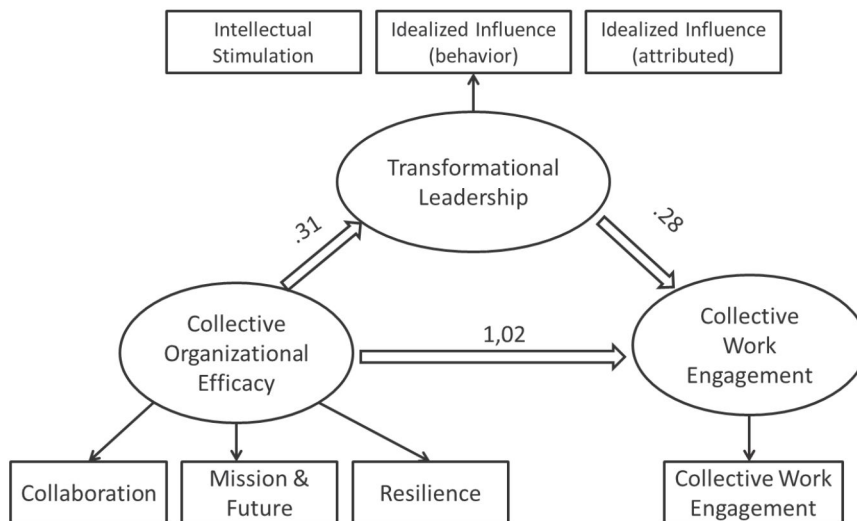 Intellectual
Stimulation
Idealized Influence
(behavior)
Idealized Influence
(attributed)
Transformational
Leadership
.31
.28
Collective
Organizational
Efficacy
1,02
Collective
Work
Engagement
Collaboration
Mission &
Future
Resilience
Collective Work
Engagement